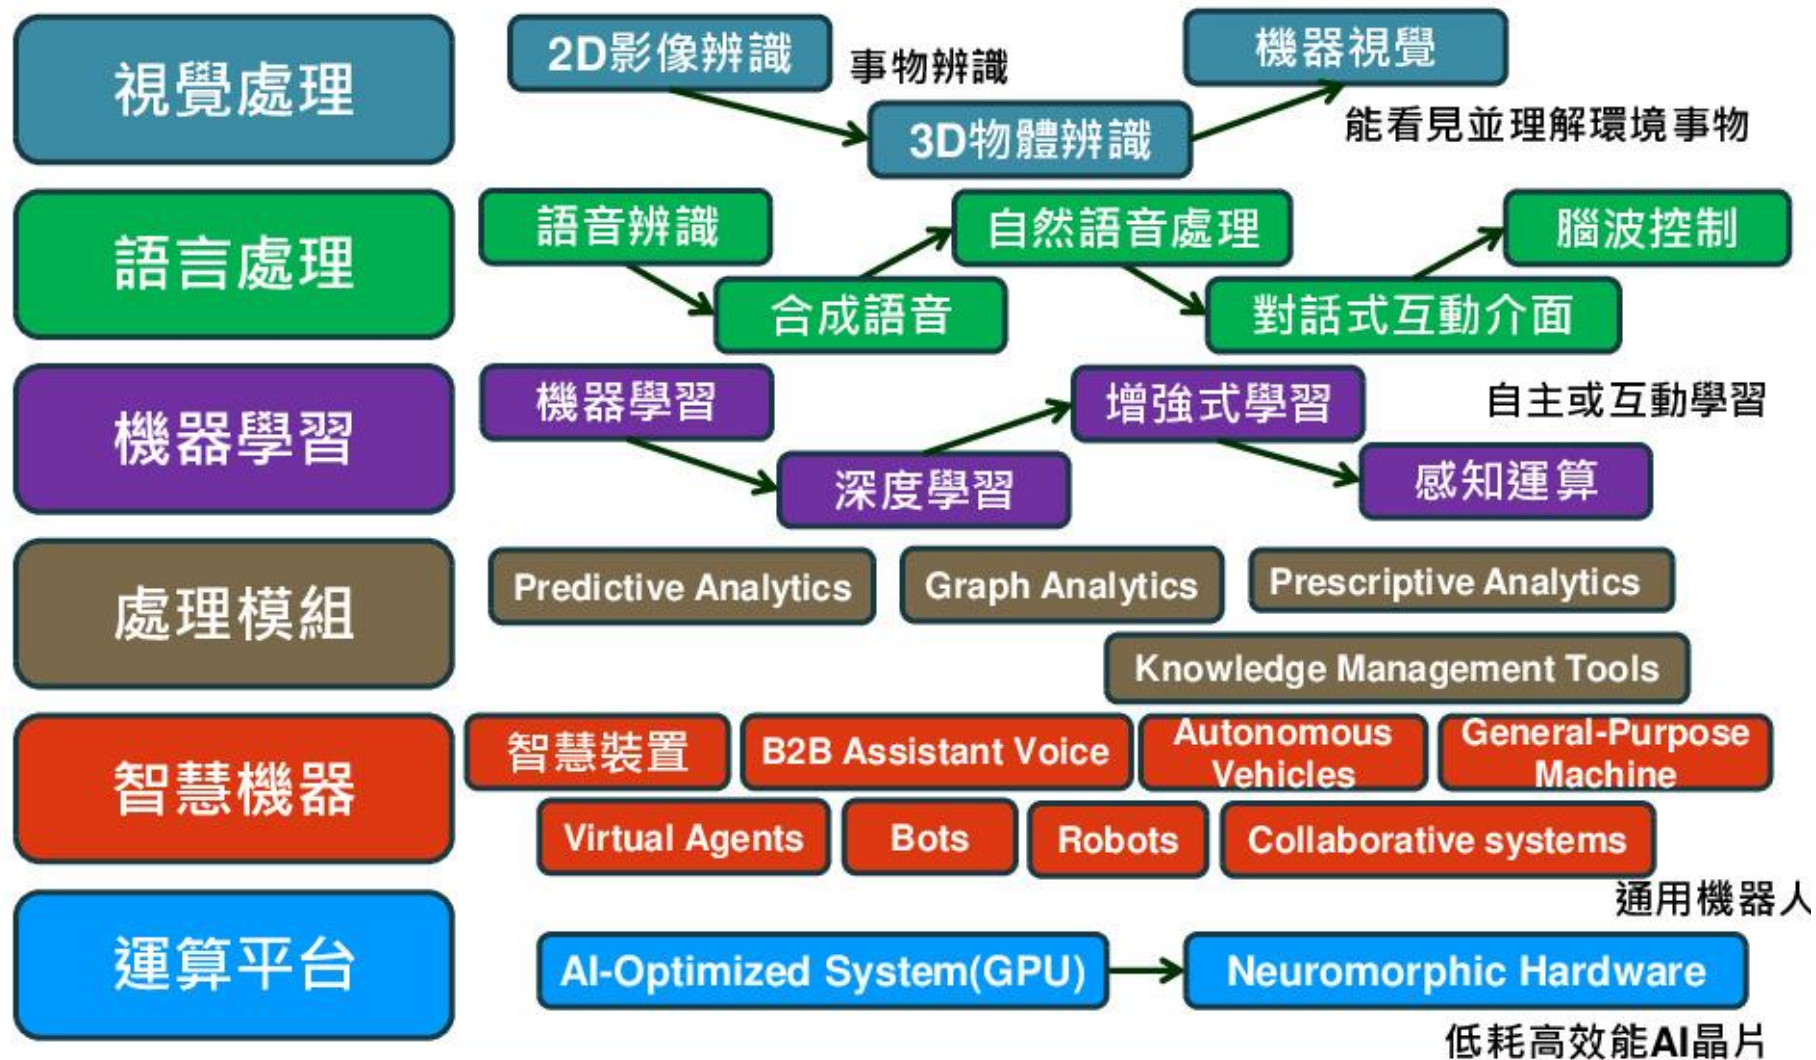 視覺處理
2D影像辨識
事物辨識
3D物體辨識
機器視覺
能看見並理解環境事物
語言處理
語音辨識
合成語音
自然語音處理
對話式互動介面
腦波控制
機器學習
機器學習
深度學習
增強式學習
自主或互動學習
感知運算
處理模組
Predictive Analytics
Graph Analytics
Prescriptive Analytics
Knowledge Management Tools
智慧機器
智慧裝置
B2B Assistant Voice
Autonomous
Vehicles
General-Purpose
Machine
Virtual Agents
Bots
Robots
Collaborative systems
通用機器人
運算平台
AI-Optimized System(GPU)
Neuromorphic Hardware
低耗高效能AI晶片